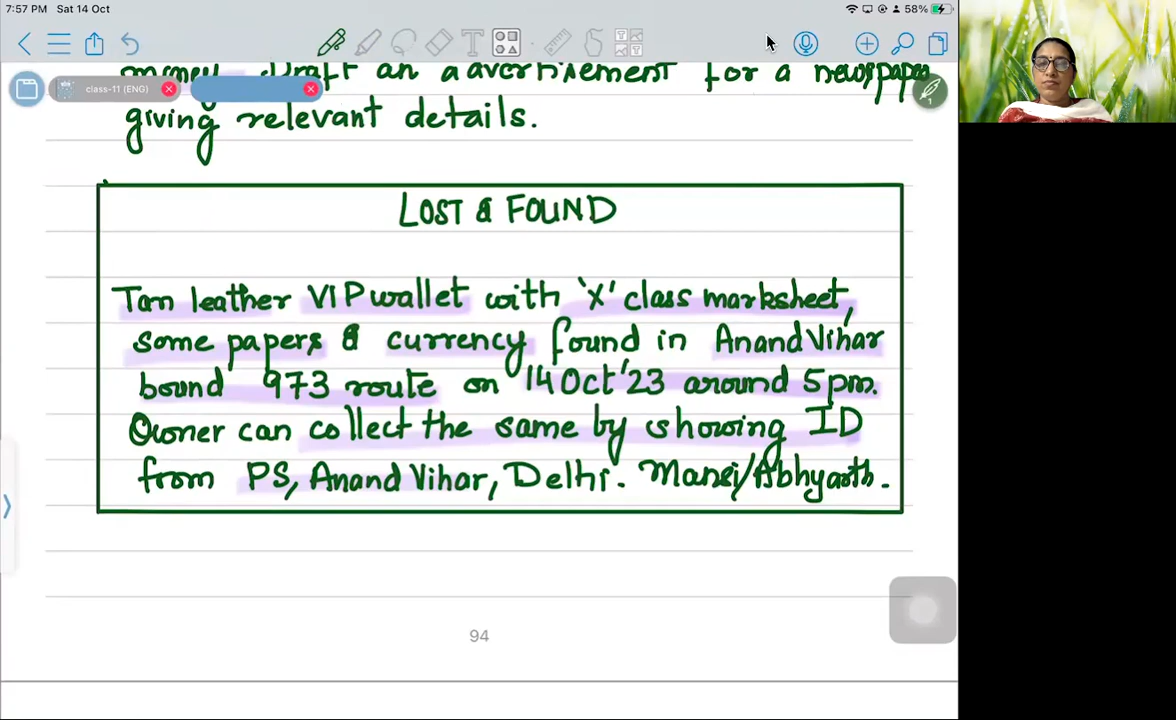 7:57 PM Sat 14 Oct
58%
money. Draft an advertisement for a newspaper
class-11 (ENG)
giving relevant details.
LOST & FOUND
Tan leather VIP wallet with 'X' class marksheet,
some papers & currency found in Anand Vihar
bound 973 route on 14 Oct'23 around 5pm.
Owner can collect the same by showing ID
from PS, Anand Vihar, Delhi. Mansi/Abhyarth.
94